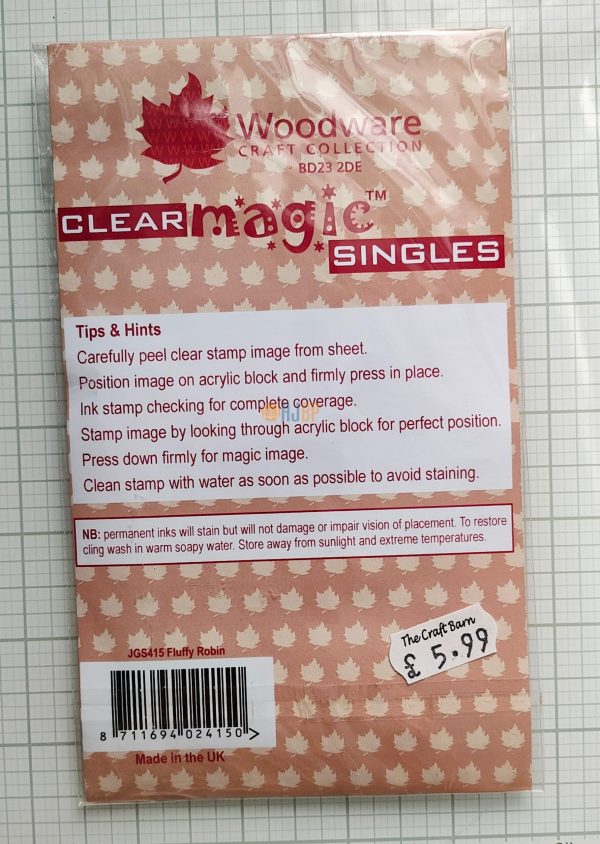 Woodware
CRAFT COLLECTION
BD23 2DE
CLEAR magic™
SINGLES
Tips & Hints
Carefully peel clear stamp image from sheet.
Position image on acrylic block and firmly press in place.
Ink stamp checking for complete coverage.
Stamp image by looking through acrylic block for perfect position.
Press down firmly for magic image.
Clean stamp with water as soon as possible to avoid staining.
NB: permanent inks will stain but will not damage or impair vision of placement. To restore
cling wash in warm soapy water. Store away from sunlight and extreme temperatures.
The Craft Barn
£ 5.99
JGS415 Fluffy Robin
8 711694 024150 >
Made in the UK